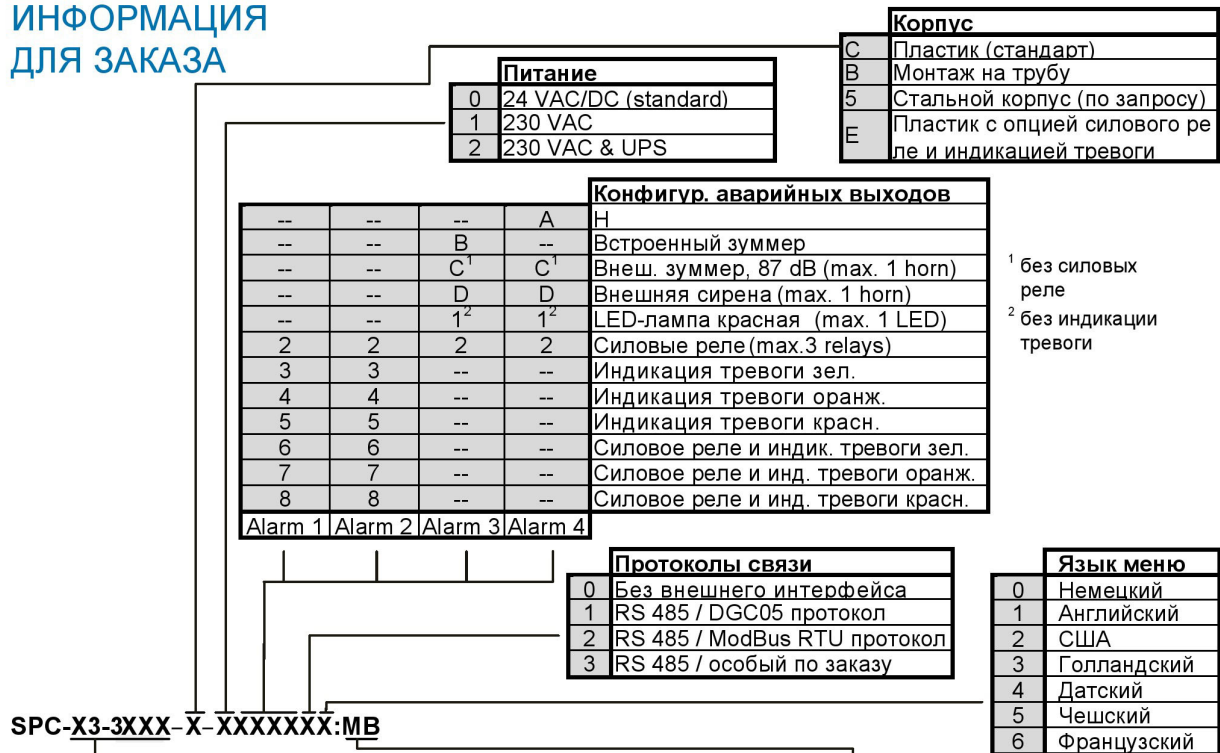 ИНФОРМАЦИЯ
ДЛЯ ЗАКАЗА
Корпус
C Пластик (стандарт)
B Монтаж на трубу
5 Стальной корпус (по запросу)
E Пластик с опцией силового ре
ле и индикацией тревоги
Питание
0 24 VAC/DC (standard)
1 230 VAC
2 230 VAC & UPS
Конфигур. аварийных выходов
-- -- -- A Н
-- -- B -- Встроенный зуммер
-- -- C¹ C¹ Внеш. зуммер, 87 dB (max. 1 horn)
-- -- D D Внешняя сирена (max. 1 horn)
-- -- 1² 1² LED-лампа красная (max. 1 LED)
2 2 2 2 Силовые реле (max.3 relays)
3 3 -- -- Индикация тревоги зел.
4 4 -- -- Индикация тревоги оранж.
5 5 -- -- Индикация тревоги красн.
6 6 -- -- Силовое реле и индик. тревоги зел.
7 7 -- -- Силовое реле и инд. тревоги оранж.
8 8 -- -- Силовое реле и инд. тревоги красн.
Alarm 1 Alarm 2 Alarm 3 Alarm 4
¹ без силовых
реле
² без индикации
тревоги
Протоколы связи
0 Без внешнего интерфейса
1 RS 485 / DGC05 протокол
2 RS 485 / ModBus RTU протокол
3 RS 485 / особый по заказу
Язык меню
0 Немецкий
1 Английский
2 США
3 Голландский
4 Датский
5 Чешский
6 Французский
SPC-X3-3XXX-X-XXXXXXX:MB